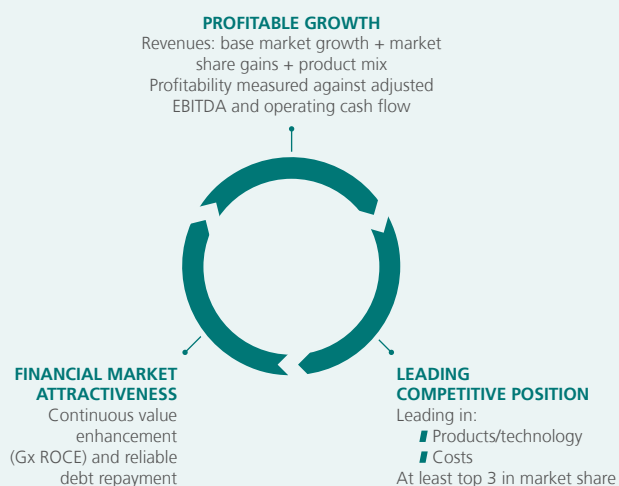 PROFITABLE GROWTH
Revenues: base market growth + market
share gains + product mix
Profitability measured against adjusted
EBITDA and operating cash flow
FINANCIAL MARKET
ATTRACTIVENESS
Continuous value
enhancement
(Gx ROCE) and reliable
debt repayment
LEADING
COMPETITIVE POSITION
Leading in:
Products/technology
Costs
At least top 3 in market share